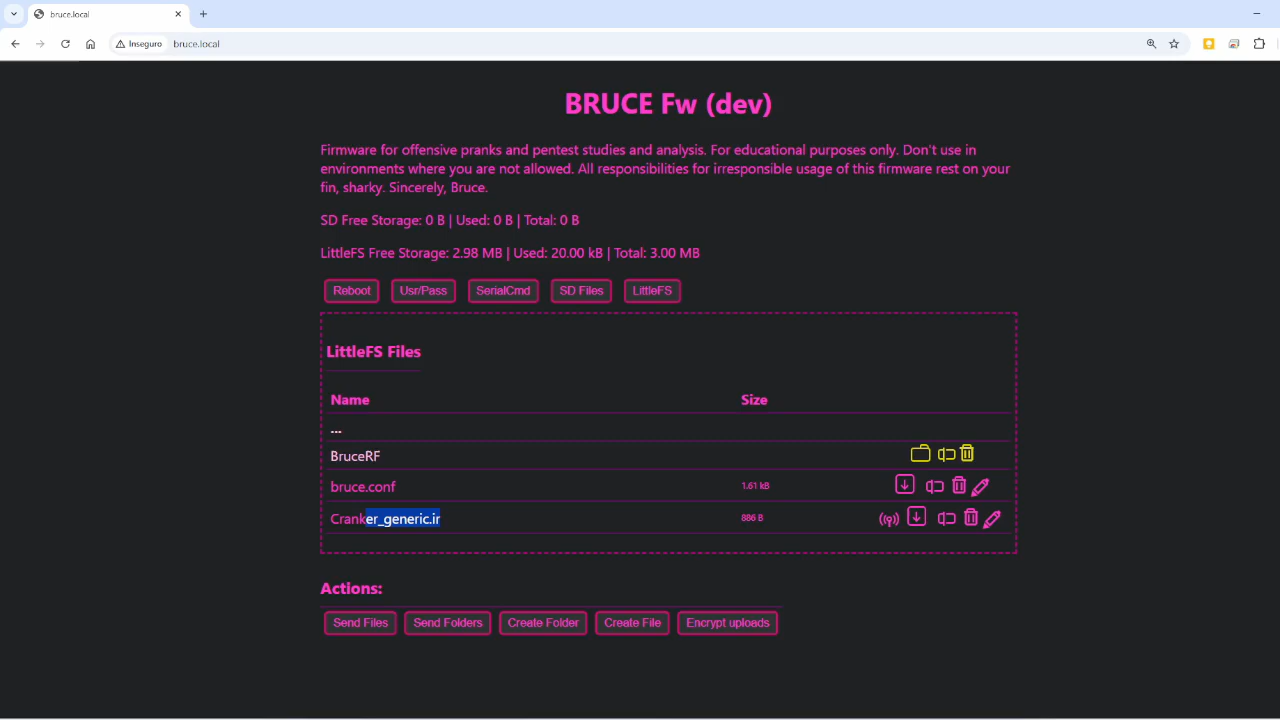 bruce.local
Inseguro
bruce.local
BRUCE Fw (dev)
Firmware for offensive pranks and pentest studies and analysis. For educational purposes only. Don't use in
environments where you are not allowed. All responsibilities for irresponsible usage of this firmware rest on your
fin, sharky. Sincerely, Bruce.
SD Free Storage: 0 B | Used: 0 B | Total: 0 B
LittleFS Free Storage: 2.98 MB | Used: 20.00 kB | Total: 3.00 MB
Reboot Usr/Pass SerialCmd SD Files LittleFS
LittleFS Files
Name Size
...
BruceRF
bruce.conf 1.61 kB
Cranker_generic.ir 886 B
Actions:
Send Files Send Folders Create Folder Create File Encrypt uploads